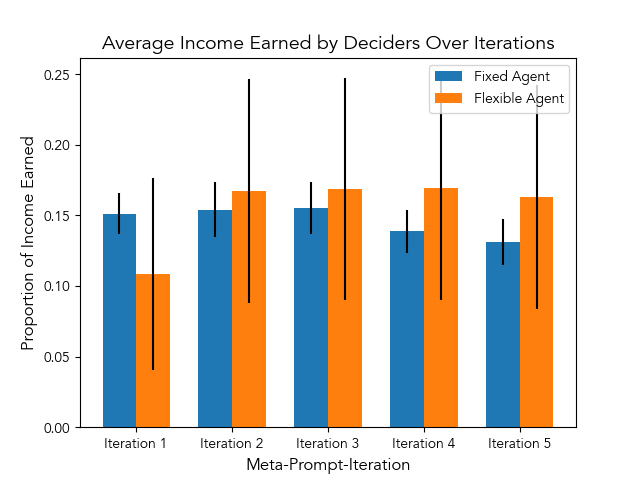 Average Income Earned by Deciders Over Iterations
Fixed Agent
Flexible Agent
Proportion of Income Earned
0.25
0.20
0.15
0.10
0.05
0.00
Iteration 1
Iteration 2
Iteration 3
Iteration 4
Iteration 5
Meta-Prompt-Iteration